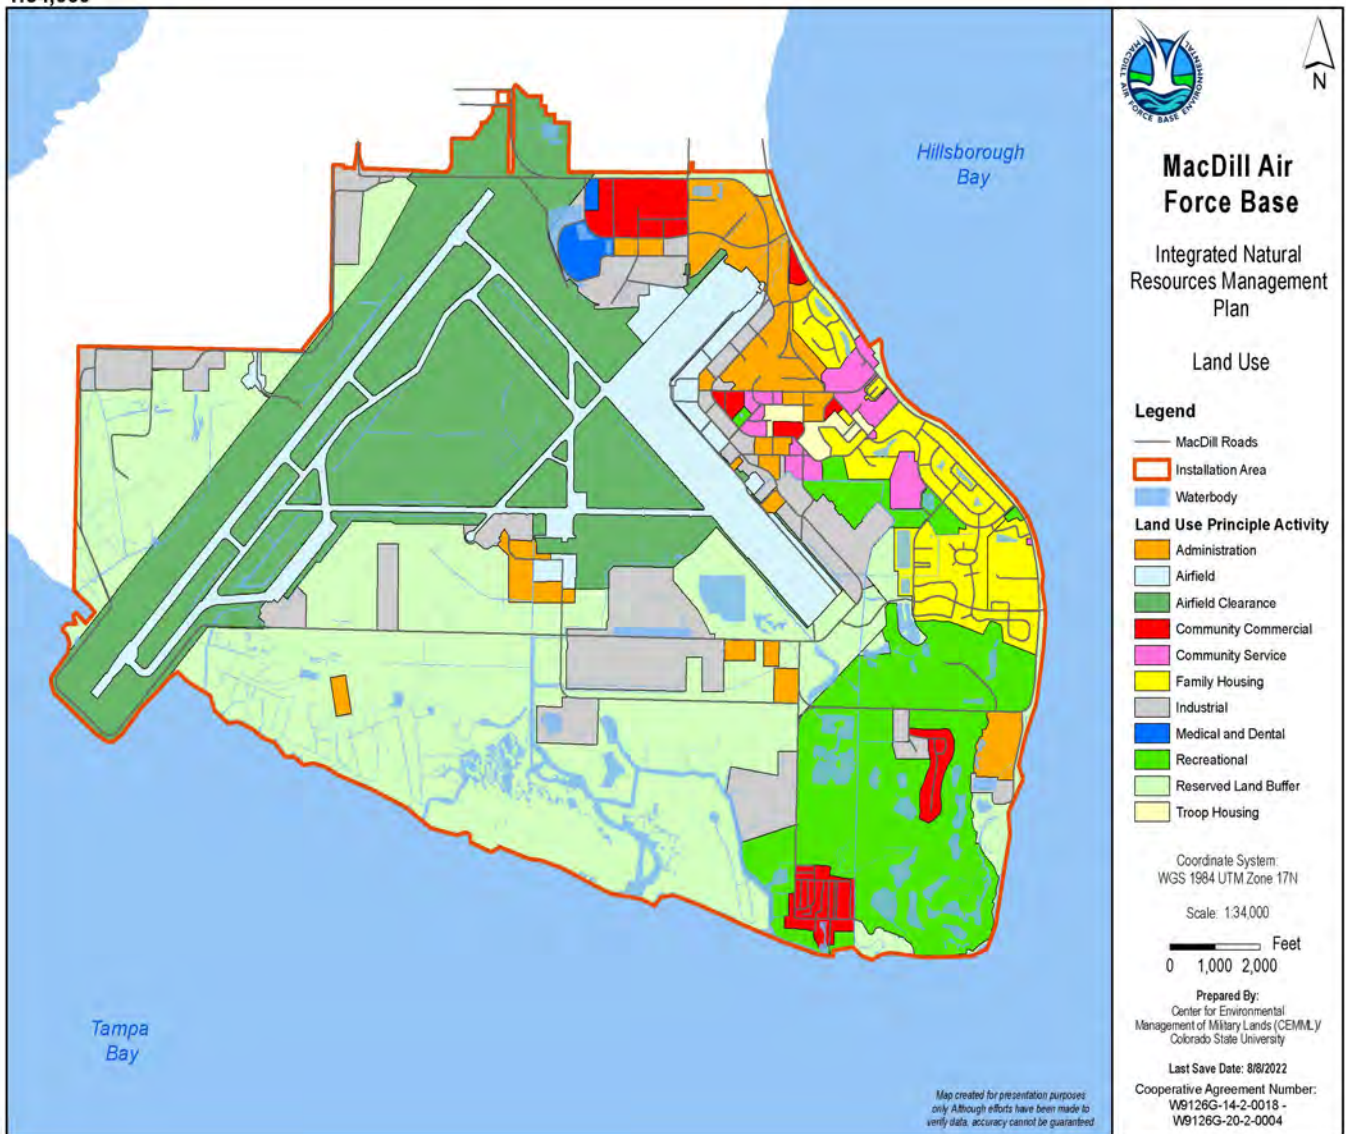 Hillsborough
Bay
Tampa
Bay
Map created for presentation purposes
only. Although efforts have been made to
verify data, accuracy cannot be guaranteed
MACDILL AIR FORCE BASE ENVIRONMENTAL
N
MacDill Air
Force Base
Integrated Natural
Resources Management
Plan
Land Use
Legend
MacDill Roads
Installation Area
Waterbody
Land Use Principle Activity
Administration
Airfield
Airfield Clearance
Community Commercial
Community Service
Family Housing
Industrial
Medical and Dental
Recreational
Reserved Land Buffer
Troop Housing
Coordinate System:
WGS 1984 UTM Zone 17N
Scale: 1:34,000
Feet
0 1,000 2,000
Prepared By:
Center for Environmental
Management of Military Lands (CEMML)/
Colorado State University
Last Save Date: 8/8/2022
Cooperative Agreement Number:
W9126G-14-2-0018 -
W9126G-20-2-0004